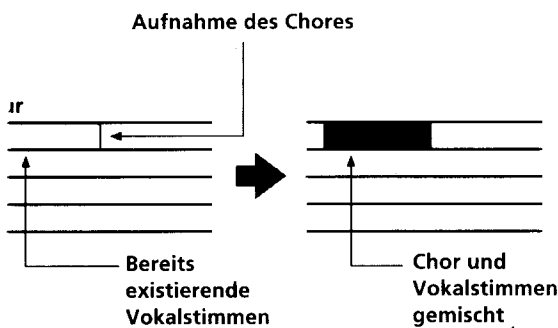 Aufnahme des Chores
Bereits
existierende
Vokalstimmen
Chor und
Vokalstimmen
gemischt